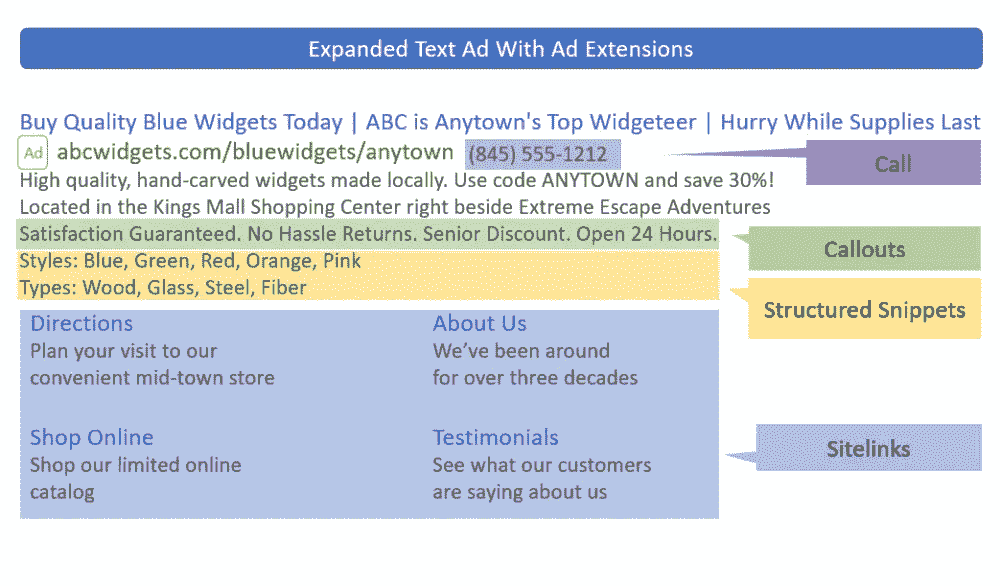 Expanded Text Ad With Ad Extensions
Buy Quality Blue Widgets Today | ABC is Anytown's Top Widgeteer | Hurry While Supplies Last
Ad abcwidgets.com/bluewidgets/anytown (845) 555-1212
Call
High quality, hand-carved widgets made locally. Use code ANYTOWN and save 30%!
Located in the Kings Mall Shopping Center right beside Extreme Escape Adventures
Satisfaction Guaranteed. No Hassle Returns. Senior Discount. Open 24 Hours.
Callouts
Styles: Blue, Green, Red, Orange, Pink
Types: Wood, Glass, Steel, Fiber
Structured Snippets
Directions
Plan your visit to our
convenient mid-town store
About Us
We've been around
for over three decades
Shop Online
Shop our limited online
catalog
Testimonials
See what our customers
are saying about us
Sitelinks